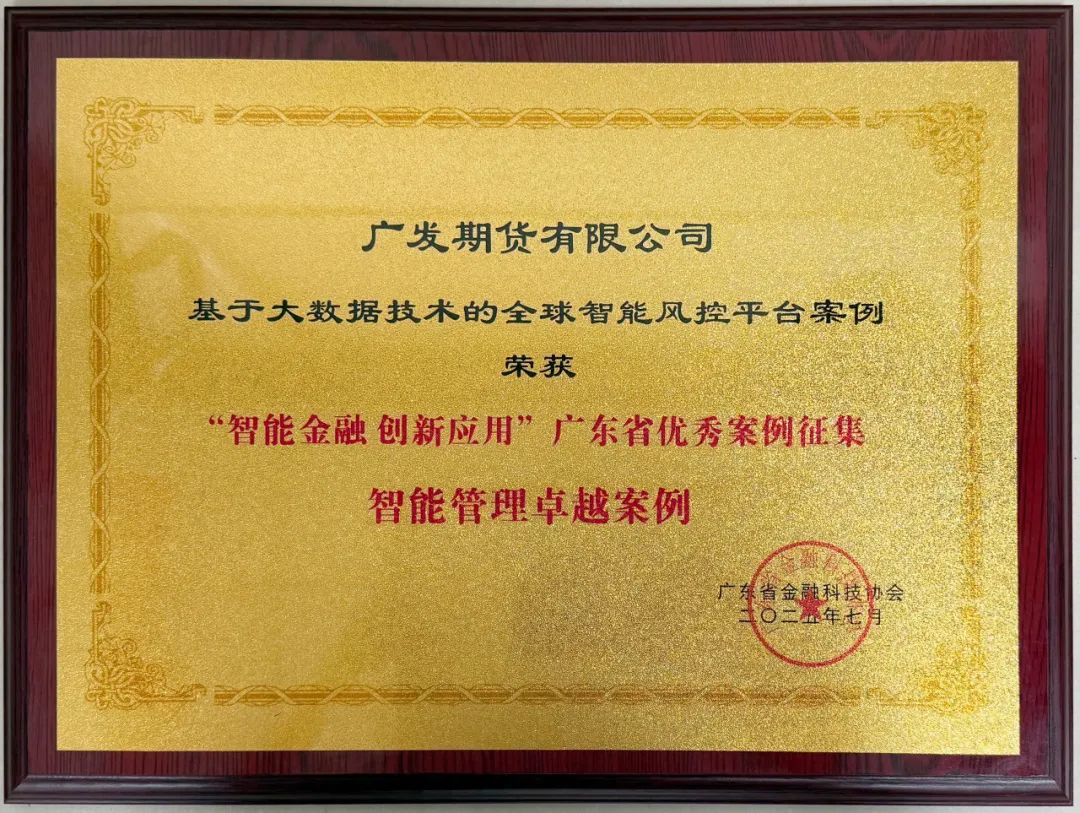 广发期货有限公司
基于大数据技术的全球智能风控平台案例
荣获
“智能金融 创新应用”广东省优秀案例征集
智能管理卓越案例
广东省金融科技协会
二〇二五年七月